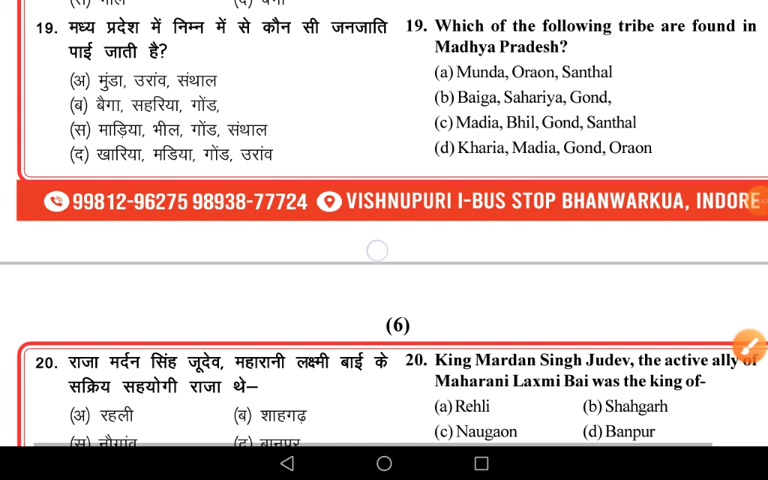 19. मध्य प्रदेश में निम्न में से कौन सी जनजाति
पाई जाती है?
(अ) मुंडा, उरांव, संथाल
(ब) बैगा, सहरिया, गोंड,
(स) माड़िया, भील, गोंड, संथाल
(द) खारिया, मडिया, गोंड, उरांव
19. Which of the following tribe are found in
Madhya Pradesh?
(a) Munda, Oraon, Santhal
(b) Baiga, Sahariya, Gond,
(c) Madia, Bhil, Gond, Santhal
(d) Kharia, Madia, Gond, Oraon
99812-96275 98938-77724 VISHNUPURI I-BUS STOP BHANWARKUA, INDORE
(6)
20. राजा मर्दन सिंह जूदेव, महारानी लक्ष्मी बाई के
सक्रिय सहयोगी राजा थे–
(अ) रहली (ब) शाहगढ़
(स) नौगांव (द) बानपुर
20. King Mardan Singh Judev, the active ally of
Maharani Laxmi Bai was the king of-
(a) Rehli (b) Shahgarh
(c) Naugaon (d) Banpur